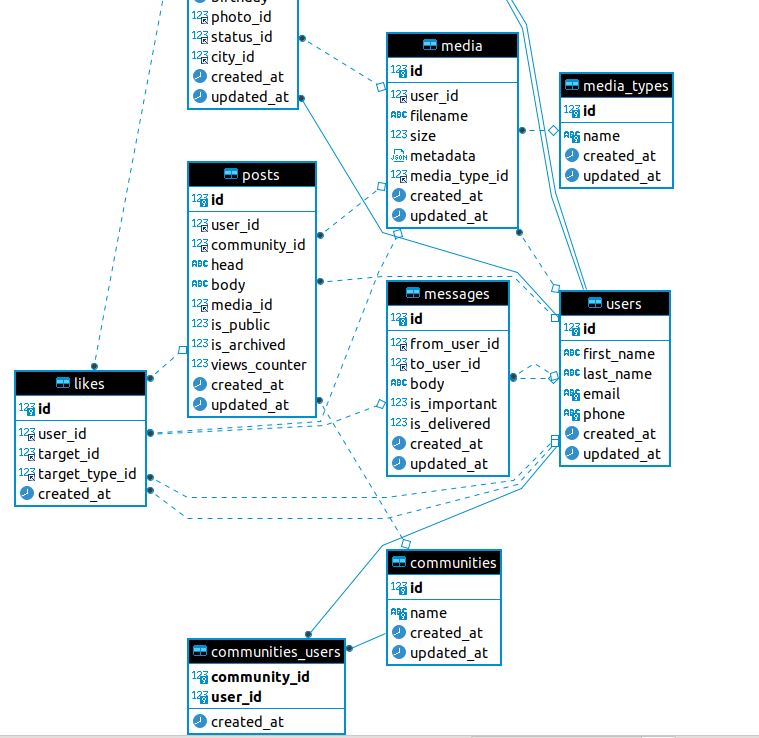 photo_id
status_id
city_id
created_at
updated_at
media
id
user_id
filename
size
metadata
media_type_id
created_at
updated_at
media_types
id
name
created_at
updated_at
posts
id
user_id
community_id
head
body
media_id
is_public
is_archived
views_counter
created_at
updated_at
messages
id
from_user_id
to_user_id
body
is_important
is_delivered
created_at
updated_at
users
id
first_name
last_name
email
phone
created_at
updated_at
likes
id
user_id
target_id
target_type_id
created_at
communities
id
name
created_at
updated_at
communities_users
community_id
user_id
created_at